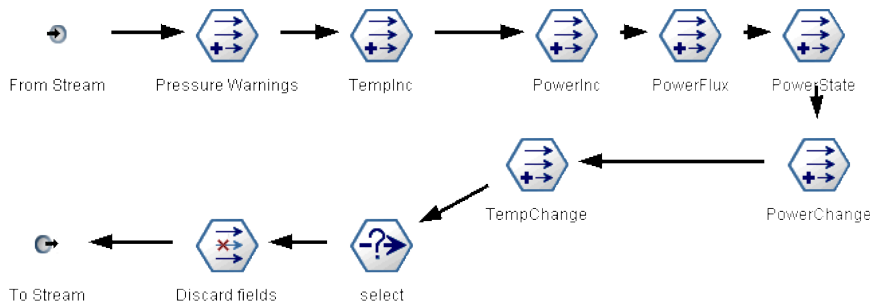 From Stream
Pressure Warnings
TempInc
PowerInc
PowerFlux
PowerState
TempChange
PowerChange
To Stream
Discard fields
select